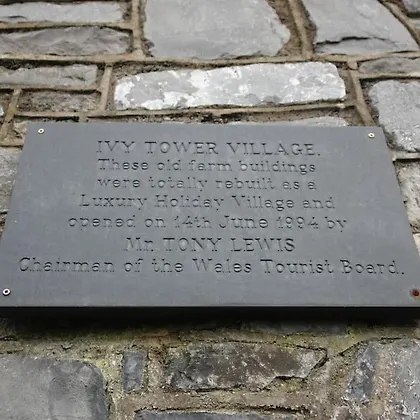 IVY TOWER VILLAGE.
These old farm buildings
were totally rebuilt as a
Luxury Holiday Village and
opened on 14th June 1994 by
Mr. TONY LEWIS
Chairman of the Wales Tourist Board.